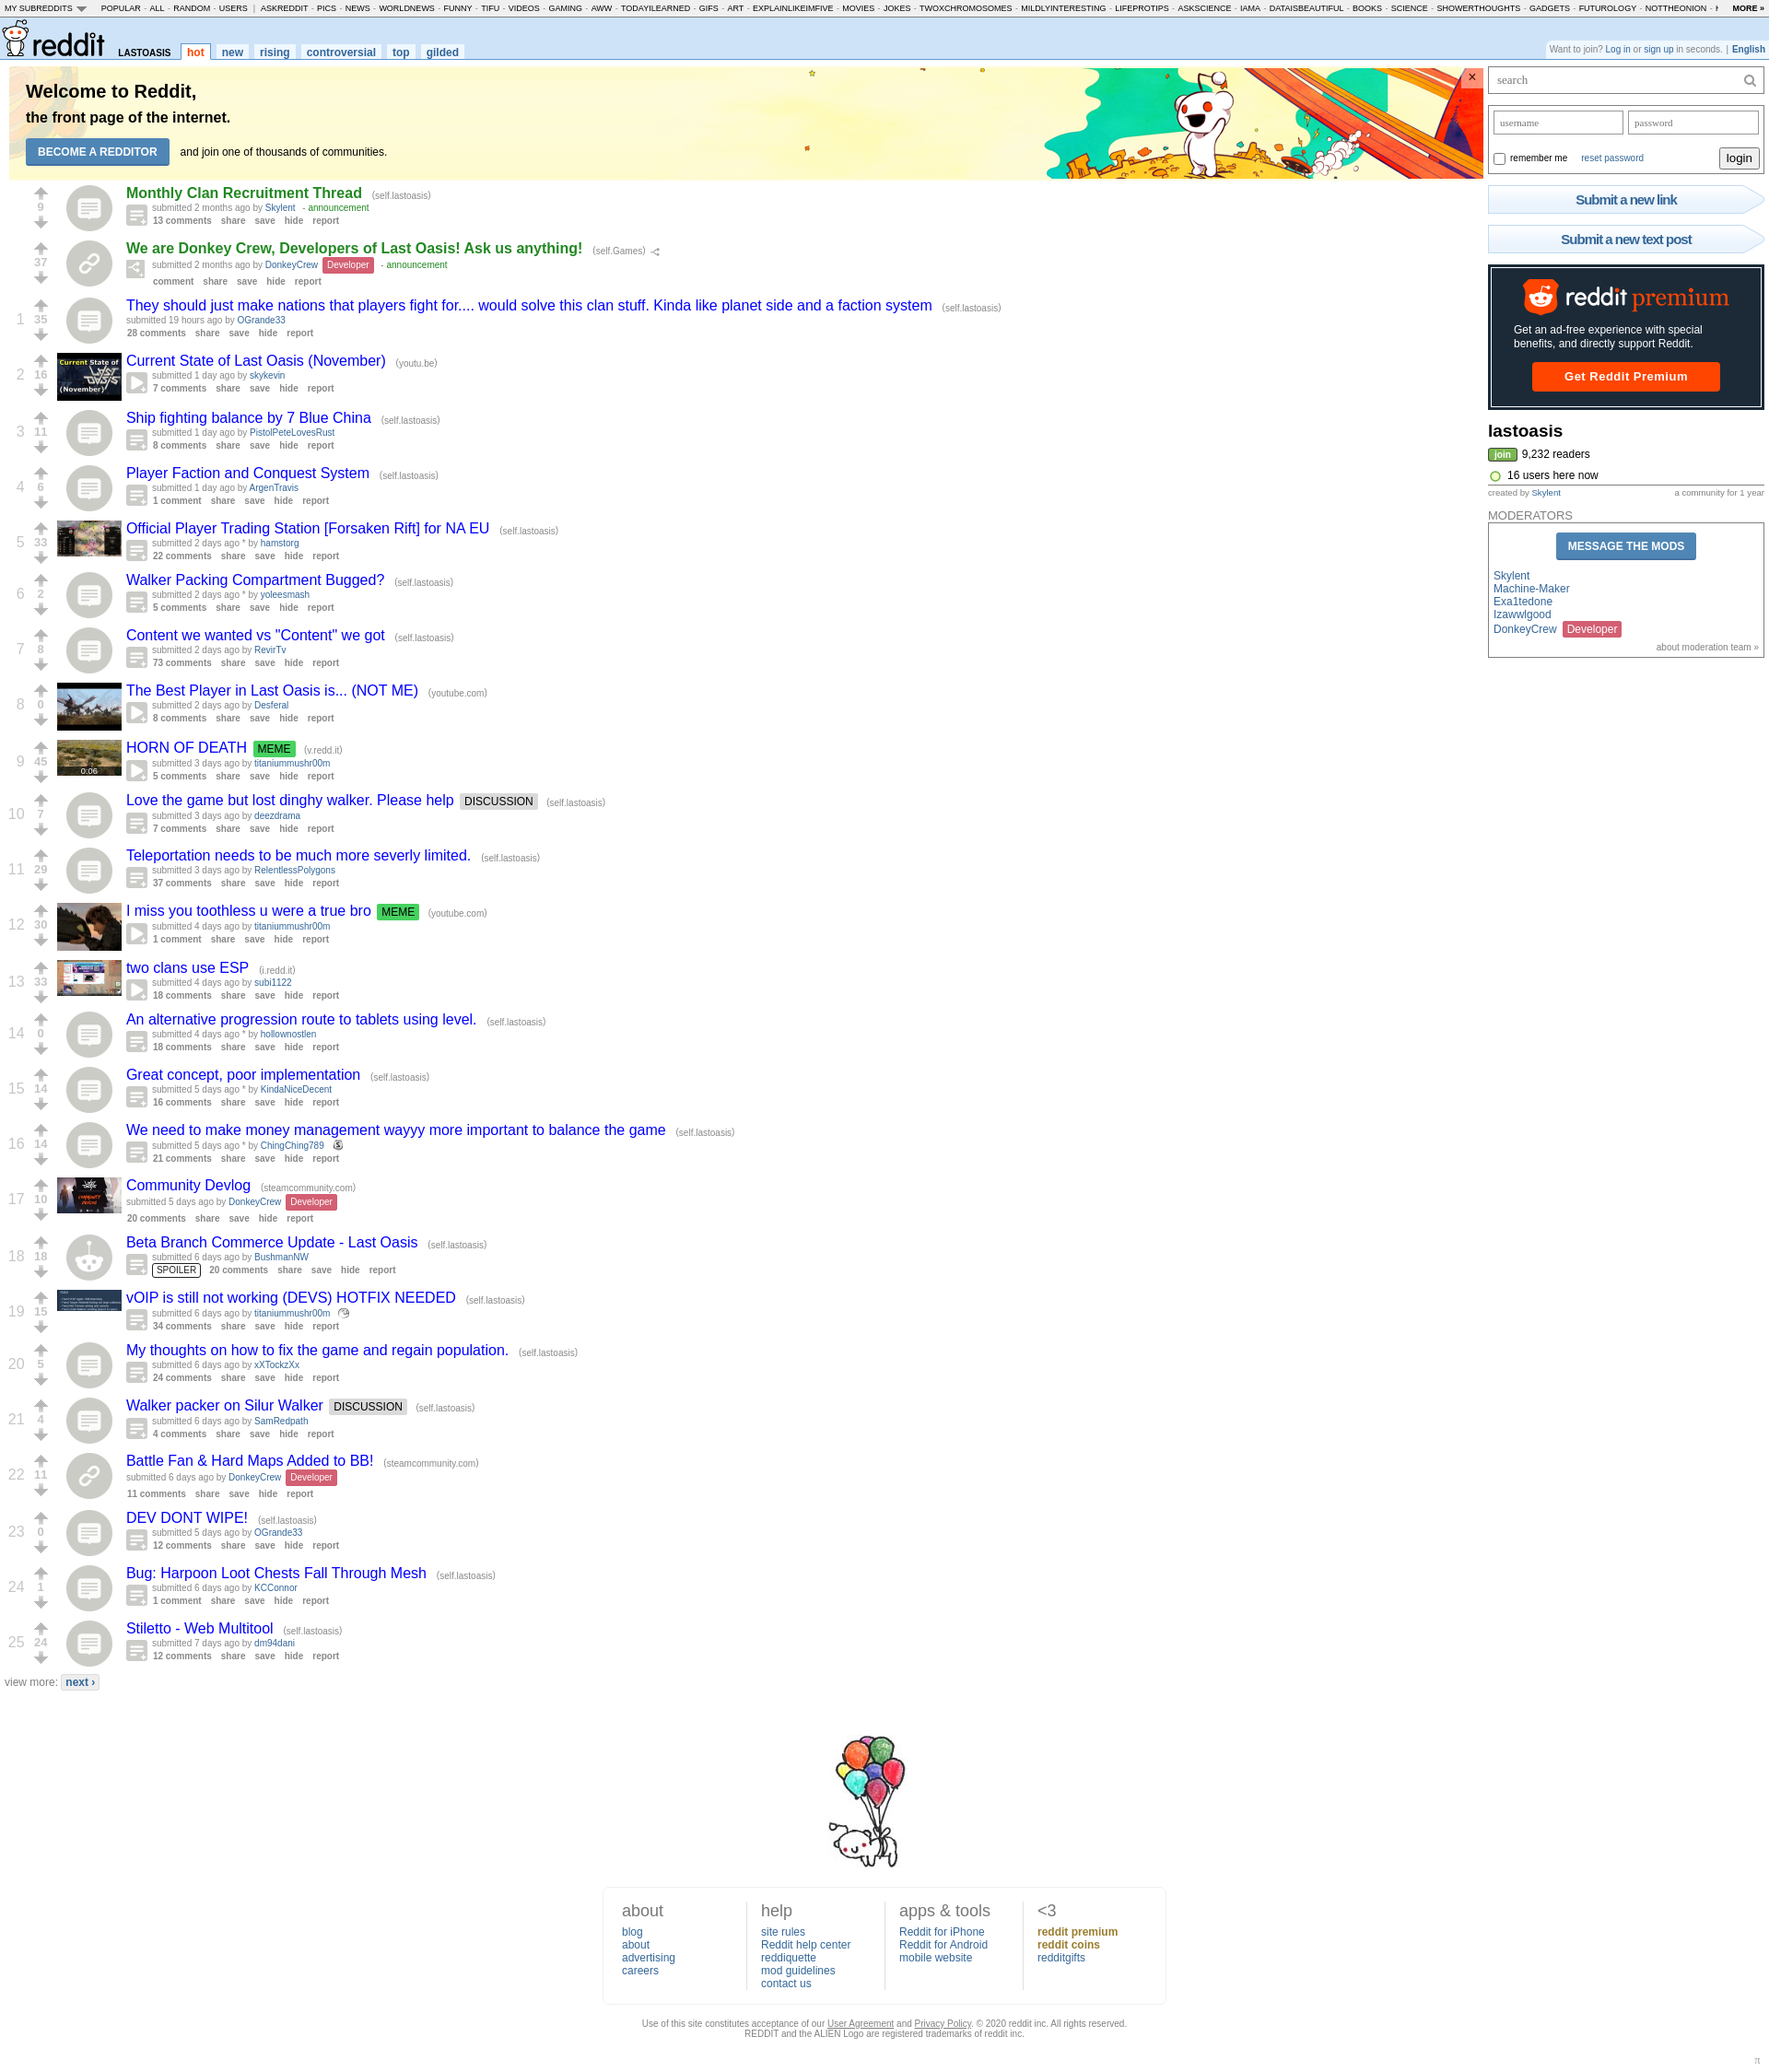 MY SUBREDDITS POPULAR - ALL - RANDOM - USERS | ASKREDDIT - PICS - NEWS - WORLDNEWS - FUNNY - TIFU - VIDEOS - GAMING - AWW - TODAYILEARNED - GIFS - ART - EXPLAINLIKEIMFIVE - MOVIES - JOKES - TWOXCHROMOSOMES - MILDLYINTERESTING - LIFEPROTIPS - ASKSCIENCE - IAMA - DATAISBEAUTIFUL - BOOKS - SCIENCE - SHOWERTHOUGHTS - GADGETS - FUTUROLOGY - NOTTHEONION - MORE »
reddit LASTOASIS hot new rising controversial top gilded
Want to join? Log in or sign up in seconds. | English
Welcome to Reddit,
the front page of the internet.
BECOME A REDDITOR and join one of thousands of communities.
×
Monthly Clan Recruitment Thread (self.lastoasis)
9
submitted 2 months ago by Skylent - announcement
13 comments share save hide report
We are Donkey Crew, Developers of Last Oasis! Ask us anything! (self.Games)
37
submitted 2 months ago by DonkeyCrew Developer - announcement
comment share save hide report
They should just make nations that players fight for.... would solve this clan stuff. Kinda like planet side and a faction system (self.lastoasis)
1 35
submitted 19 hours ago by OGrande33
28 comments share save hide report
Current State of Last Oasis (November) (youtu.be)
2 16
Current State of
LAST OASIS
(November)
submitted 1 day ago by skykevin
7 comments share save hide report
Ship fighting balance by 7 Blue China (self.lastoasis)
3 11
submitted 1 day ago by PistolPeteLovesRust
8 comments share save hide report
Player Faction and Conquest System (self.lastoasis)
4 6
submitted 1 day ago by ArgenTravis
1 comment share save hide report
Official Player Trading Station [Forsaken Rift] for NA EU (self.lastoasis)
5 33
submitted 2 days ago * by hamstorg
22 comments share save hide report
Walker Packing Compartment Bugged? (self.lastoasis)
6 2
submitted 2 days ago * by yoleesmash
5 comments share save hide report
Content we wanted vs "Content" we got (self.lastoasis)
7 8
submitted 2 days ago by RevirTv
73 comments share save hide report
The Best Player in Last Oasis is... (NOT ME) (youtube.com)
8 0
submitted 2 days ago by Desferal
8 comments share save hide report
HORN OF DEATH MEME (v.redd.it)
9 45
0:06
submitted 3 days ago by titaniummushr00m
5 comments share save hide report
Love the game but lost dinghy walker. Please help DISCUSSION (self.lastoasis)
10 7
submitted 3 days ago by deezdrama
7 comments share save hide report
Teleportation needs to be much more severly limited. (self.lastoasis)
11 29
submitted 3 days ago by RelentlessPolygons
37 comments share save hide report
I miss you toothless u were a true bro MEME (youtube.com)
12 30
submitted 4 days ago by titaniummushr00m
1 comment share save hide report
two clans use ESP (i.redd.it)
13 33
submitted 4 days ago by subi1122
18 comments share save hide report
An alternative progression route to tablets using level. (self.lastoasis)
14 0
submitted 4 days ago * by hollownostlen
18 comments share save hide report
Great concept, poor implementation (self.lastoasis)
15 14
submitted 5 days ago * by KindaNiceDecent
16 comments share save hide report
We need to make money management wayyy more important to balance the game (self.lastoasis)
16 14
submitted 5 days ago * by ChingChing789
21 comments share save hide report
Community Devlog (steamcommunity.com)
17 10
submitted 5 days ago by DonkeyCrew Developer
20 comments share save hide report
Beta Branch Commerce Update - Last Oasis (self.lastoasis)
18 18
submitted 6 days ago by BushmanNW
SPOILER 20 comments share save hide report
vOIP is still not working (DEVS) HOTFIX NEEDED (self.lastoasis)
19 15
submitted 6 days ago by titaniummushr00m
34 comments share save hide report
My thoughts on how to fix the game and regain population. (self.lastoasis)
20 5
submitted 6 days ago by xXTockzXx
24 comments share save hide report
Walker packer on Silur Walker DISCUSSION (self.lastoasis)
21 4
submitted 6 days ago by SamRedpath
4 comments share save hide report
Battle Fan & Hard Maps Added to BB! (steamcommunity.com)
22 11
submitted 6 days ago by DonkeyCrew Developer
11 comments share save hide report
DEV DONT WIPE! (self.lastoasis)
23 0
submitted 5 days ago by OGrande33
12 comments share save hide report
Bug: Harpoon Loot Chests Fall Through Mesh (self.lastoasis)
24 1
submitted 6 days ago by KCConnor
1 comment share save hide report
Stiletto - Web Multitool (self.lastoasis)
25 24
submitted 7 days ago by dm94dani
12 comments share save hide report
view more: next ›
search
username password
remember me reset password login
Submit a new link
Submit a new text post
reddit premium
Get an ad-free experience with special
benefits, and directly support Reddit.
Get Reddit Premium
lastoasis
join 9,232 readers
16 users here now
created by Skylent a community for 1 year
MODERATORS
MESSAGE THE MODS
Skylent
Machine-Maker
Exa1tedone
Izawwlgood
DonkeyCrew Developer
about moderation team »
about
blog
about
advertising
careers
help
site rules
Reddit help center
reddiquette
mod guidelines
contact us
apps & tools
Reddit for iPhone
Reddit for Android
mobile website
<3
reddit premium
reddit coins
redditgifts
Use of this site constitutes acceptance of our User Agreement and Privacy Policy. © 2020 reddit inc. All rights reserved.
REDDIT and the ALIEN Logo are registered trademarks of reddit inc.
π